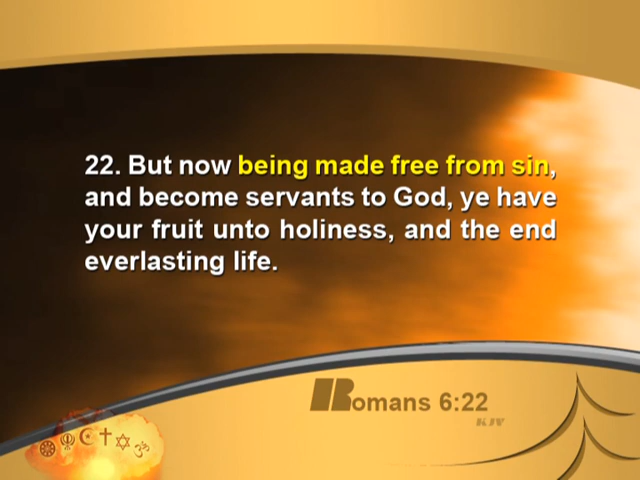 22. But now being made free from sin,
and become servants to God, ye have
your fruit unto holiness, and the end
everlasting life.
Romans 6:22
KJV